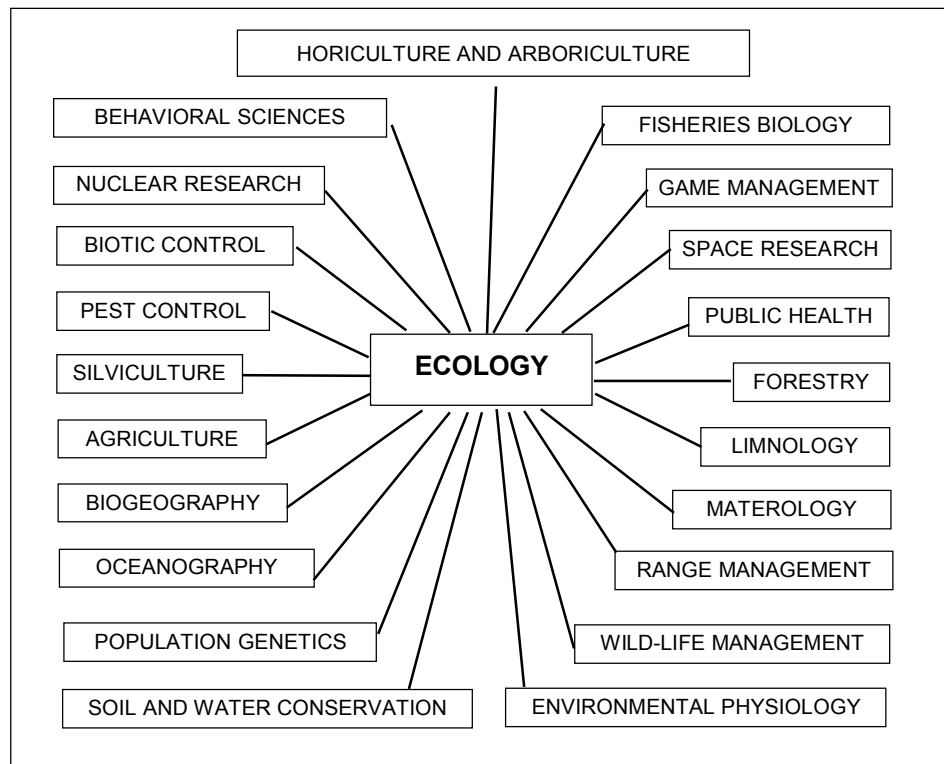 HORICULTURE AND ARBORICULTURE
BEHAVIORAL SCIENCES
FISHERIES BIOLOGY
NUCLEAR RESEARCH
GAME MANAGEMENT
BIOTIC CONTROL
SPACE RESEARCH
PEST CONTROL
PUBLIC HEALTH
ECOLOGY
SILVICULTURE
FORESTRY
AGRICULTURE
LIMNOLOGY
BIOGEOGRAPHY
MATEROLOGY
OCEANOGRAPHY
RANGE MANAGEMENT
POPULATION GENETICS
WILD-LIFE MANAGEMENT
SOIL AND WATER CONSERVATION
ENVIRONMENTAL PHYSIOLOGY